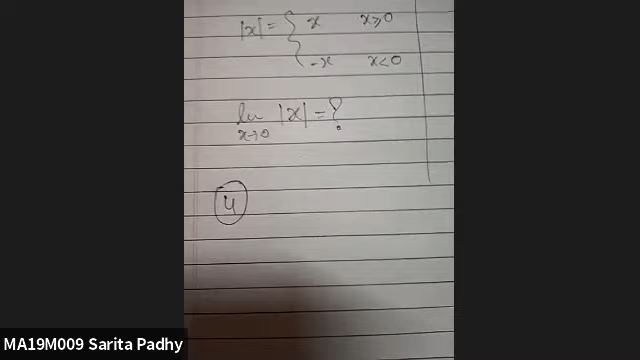 |x| = { x x≥0
-x x<0
lim |x| = ?
x→0
4
MA19M009 Sarita Padhy